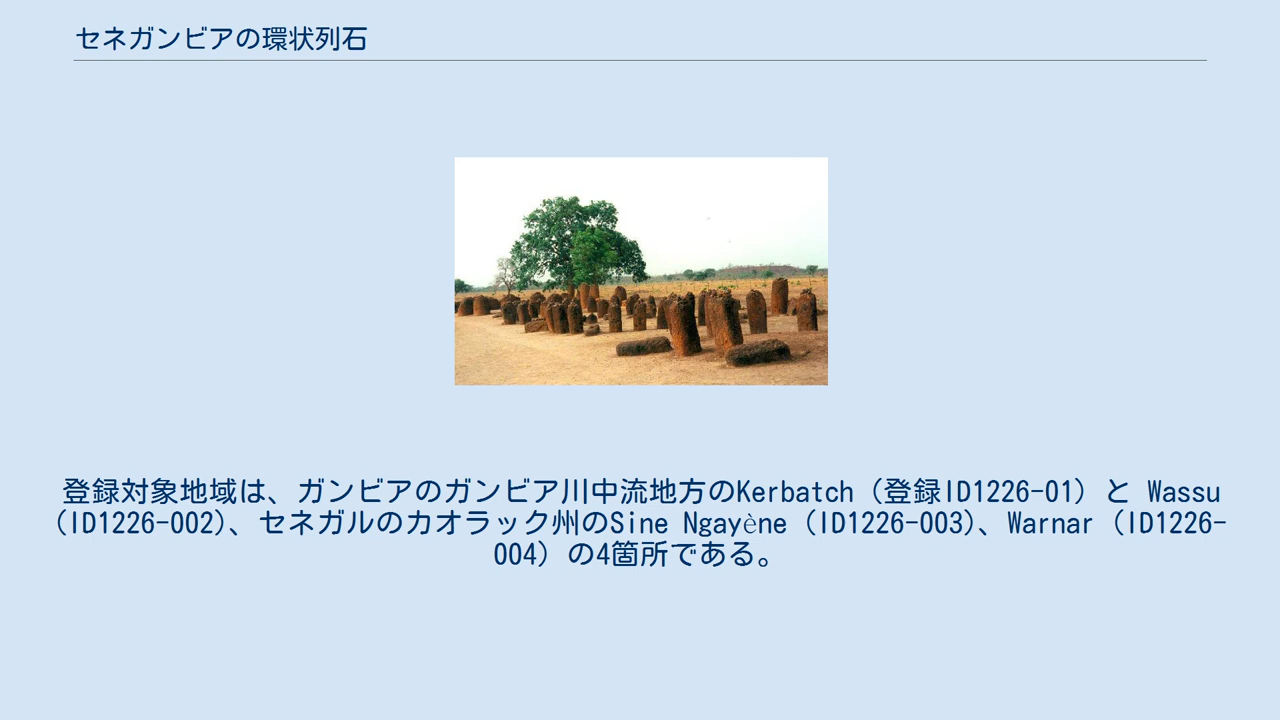 セネガンビアの環状列石
登録対象地域は、ガンビアのガンビア川中流地方のKerbatch（登録ID1226-01）と Wassu
（ID1226-002）、セネガルのカオラック州のSine Ngayène（ID1226-003）、Warnar（ID1226-
004）の4箇所である。